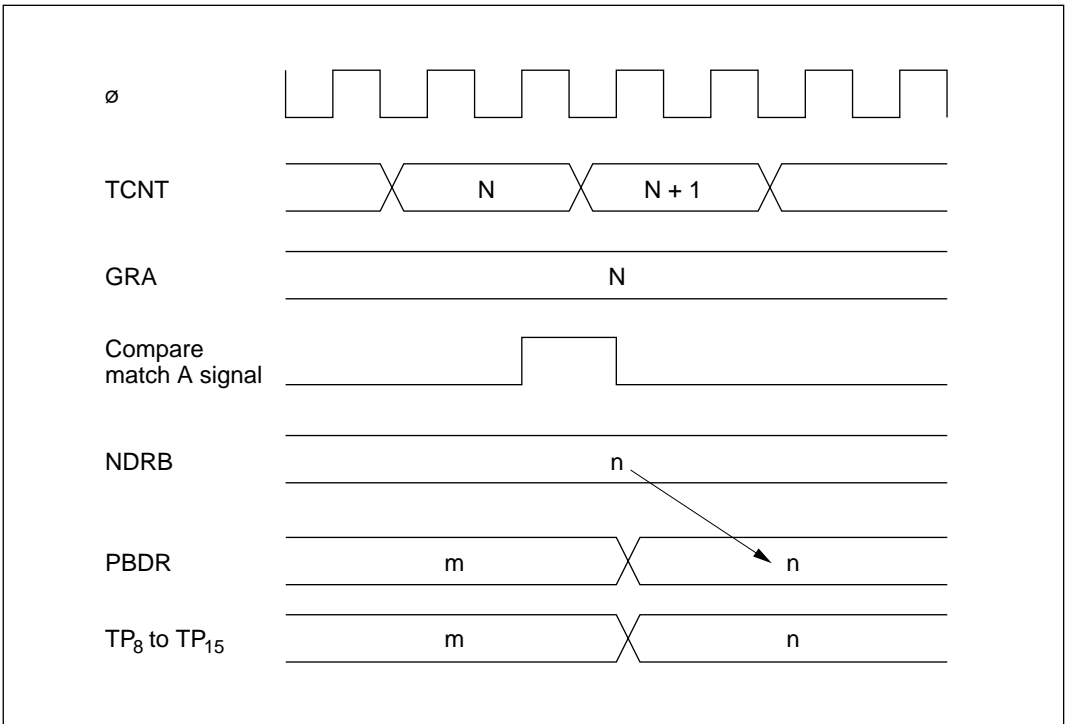 ø
TCNT N N + 1
GRA N
Compare
match A signal
NDRB n
PBDR m n
TP8 to TP15 m n